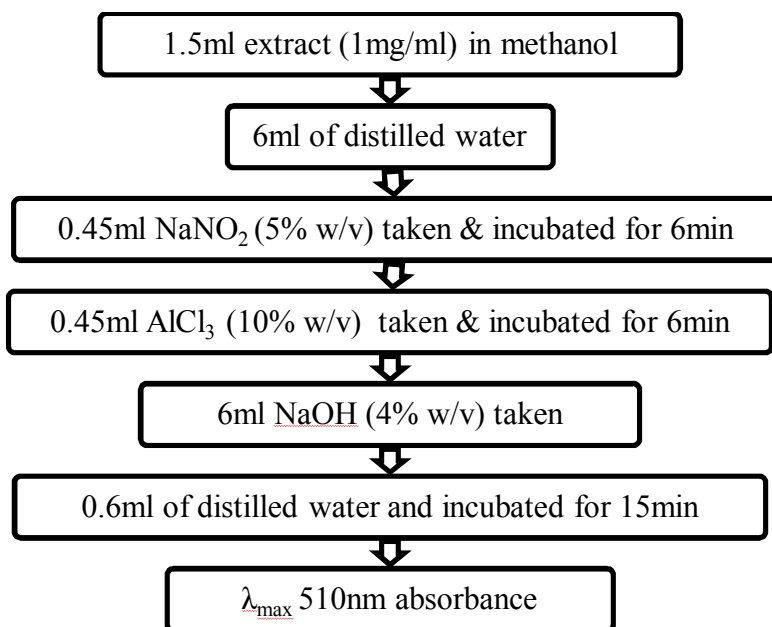 1.5ml extract (1mg/ml) in methanol
6ml of distilled water
0.45ml NaNO₂ (5% w/v) taken & incubated for 6min
0.45ml AlCl₃ (10% w/v) taken & incubated for 6min
6ml NaOH (4% w/v) taken
0.6ml of distilled water and incubated for 15min
λmax 510nm absorbance